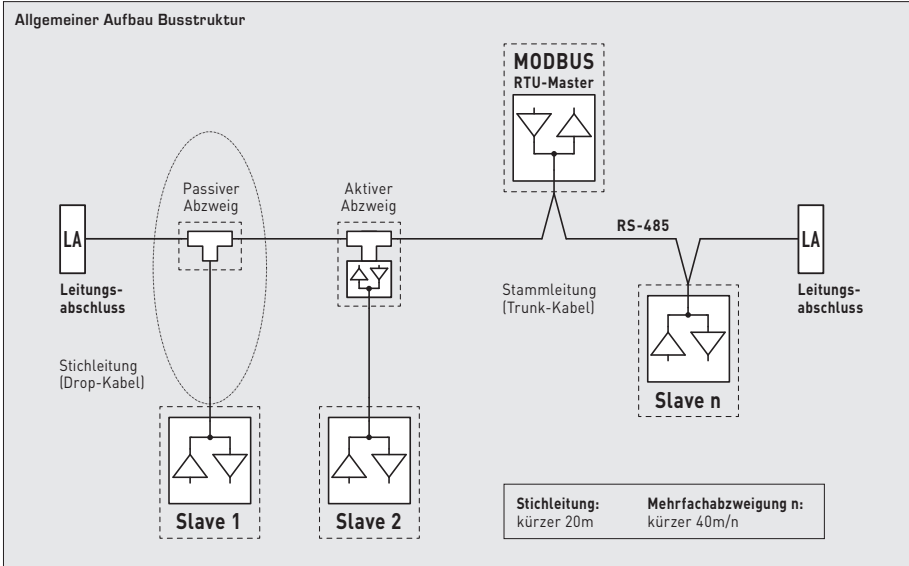 Allgemeiner Aufbau Busstruktur
MODBUS
RTU-Master
Passiver
Abzweig
Aktiver
Abzweig
LA
RS-485
LA
Leitungs-
abschluss
Stammleitung
(Trunk-Kabel)
Leitungs-
abschluss
Stichleitung
(Drop-Kabel)
Slave n
Slave 1
Slave 2
Stichleitung:
kürzer 20m
Mehrfachabzweigung n:
kürzer 40m/n